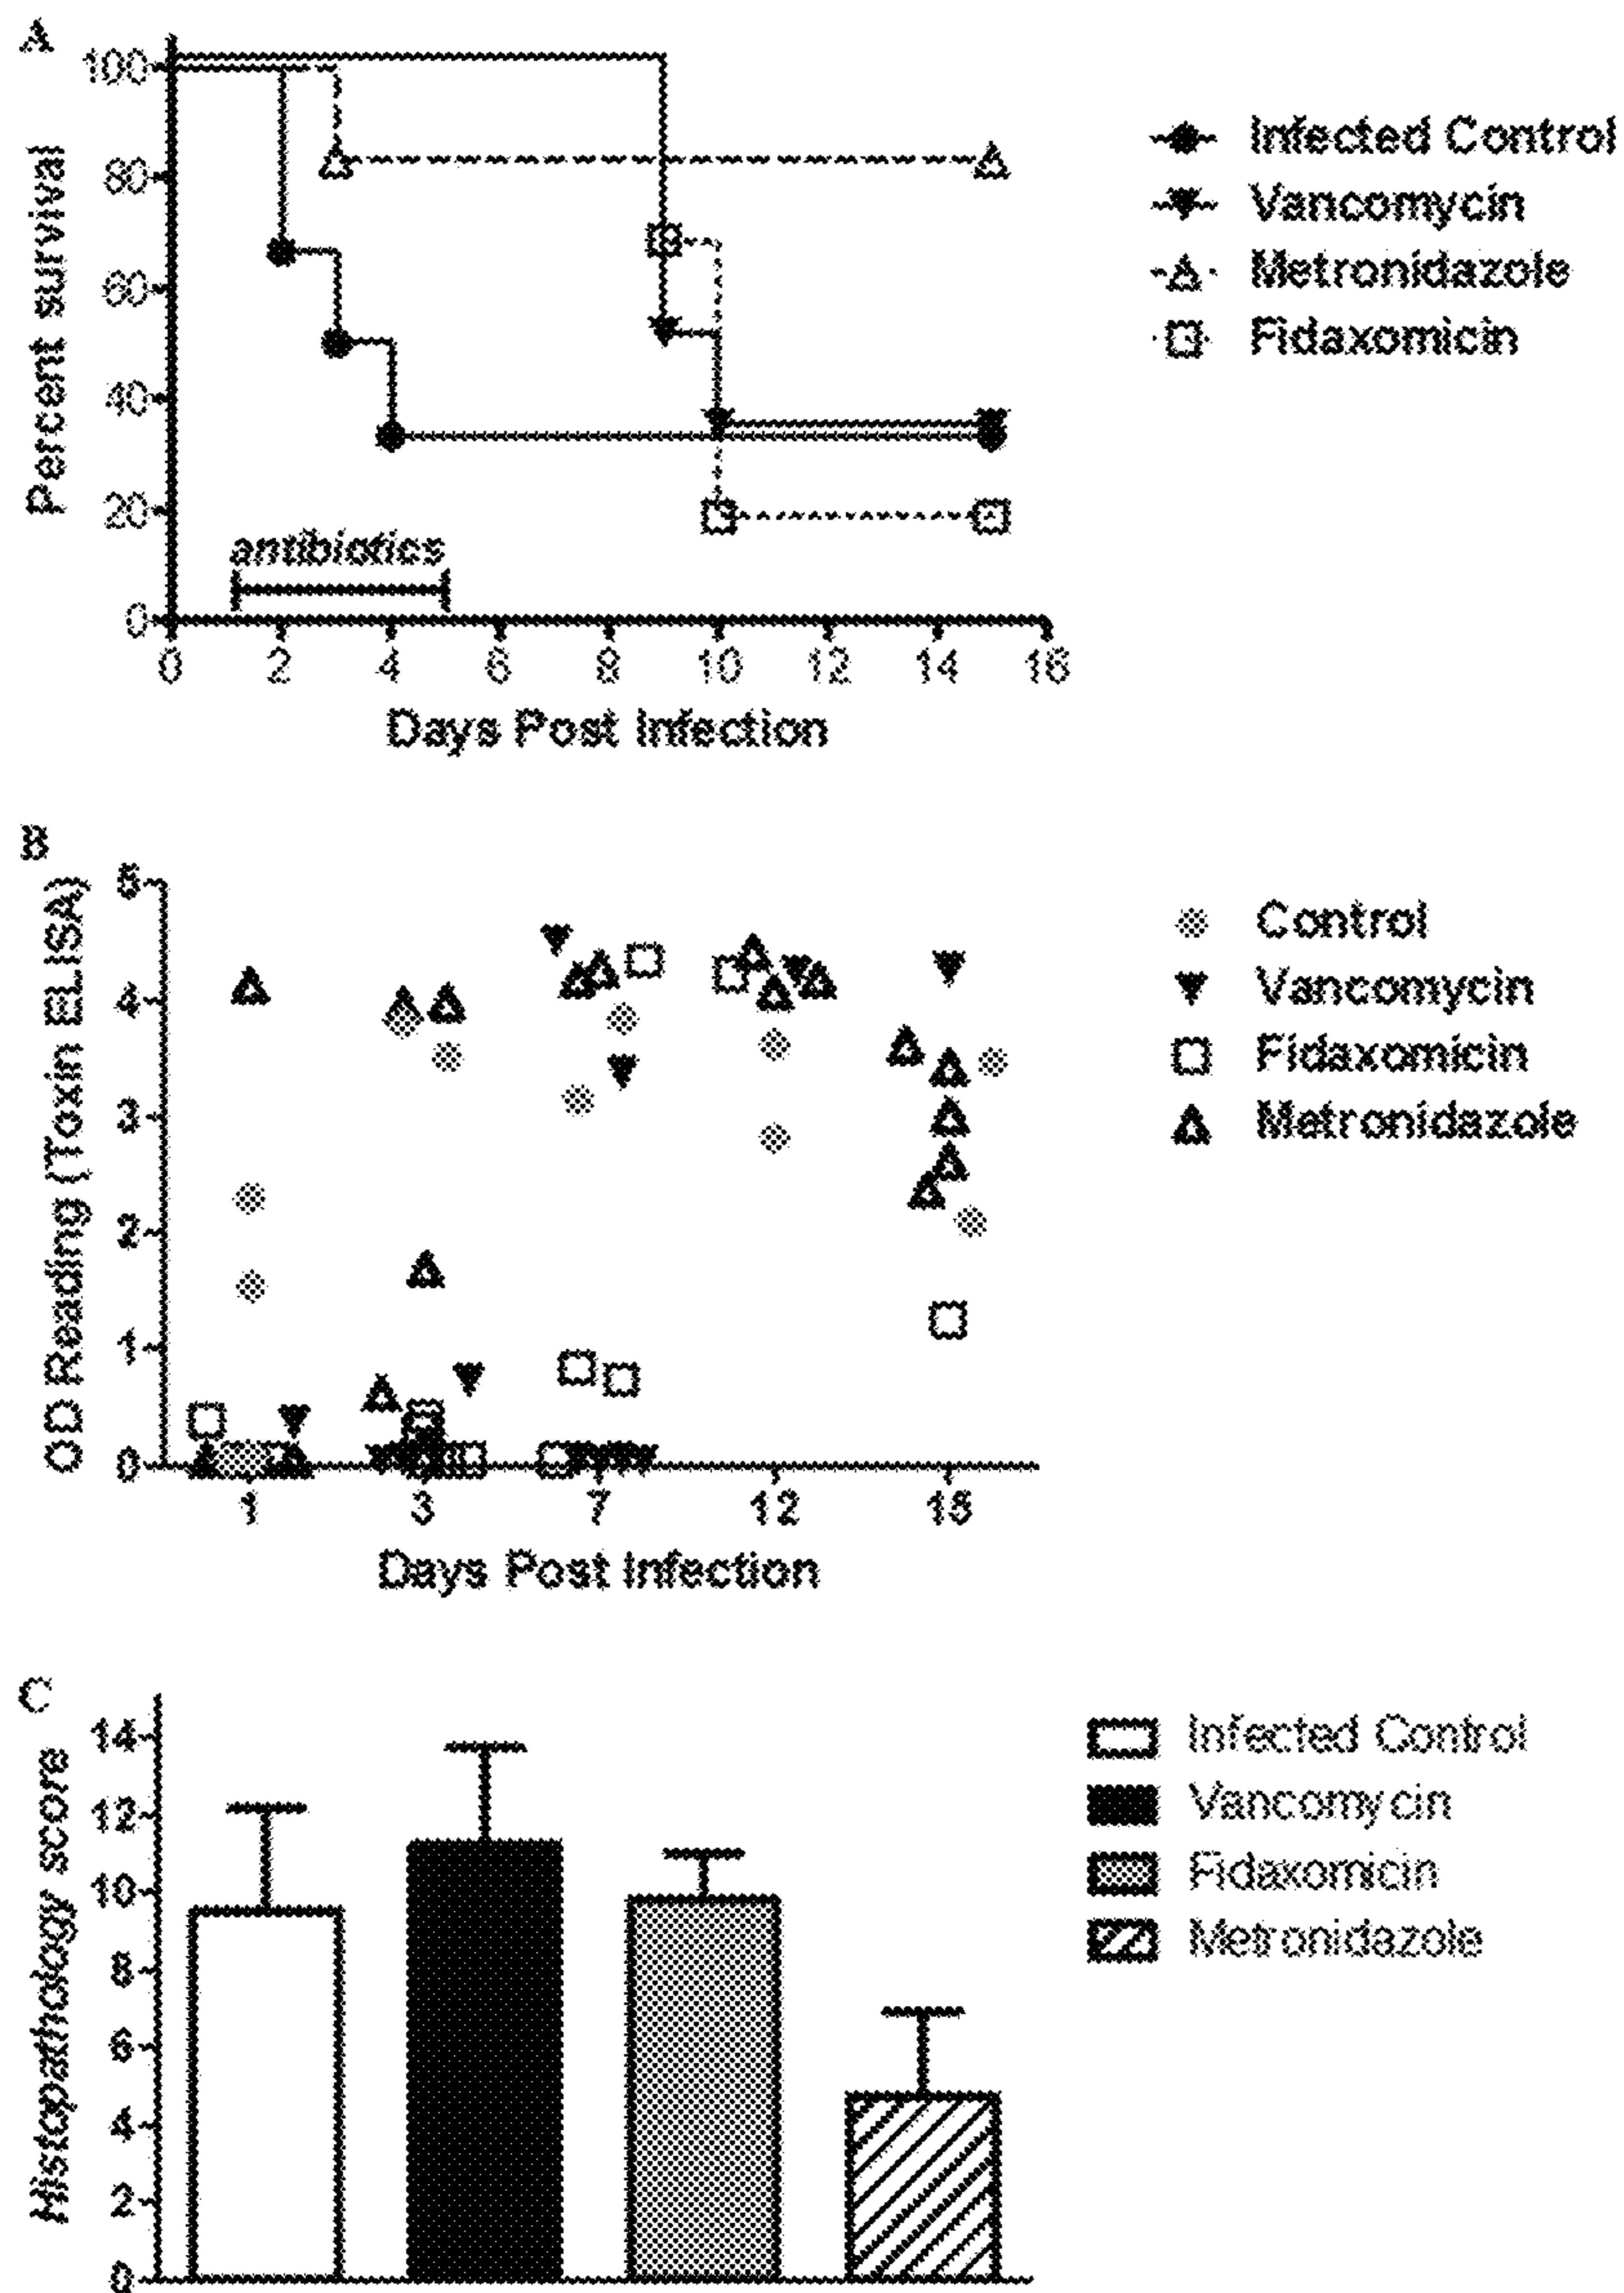 A
100
80
60
40
20
0
Percent survival
antibiotics
0 2 4 6 8 10 12 14 16
Days Post Infection
Infected Control
Vancomycin
Metronidazole
Fidaxomicin
B
5
4
3
2
1
0
OD Reading (Toxin ELISA)
1 3 7 12 15
Days Post Infection
Control
Vancomycin
Fidaxomicin
Metronidazole
C
14
12
10
8
6
4
2
0
Histopathology score
Infected Control
Vancomycin
Fidaxomicin
Metronidazole